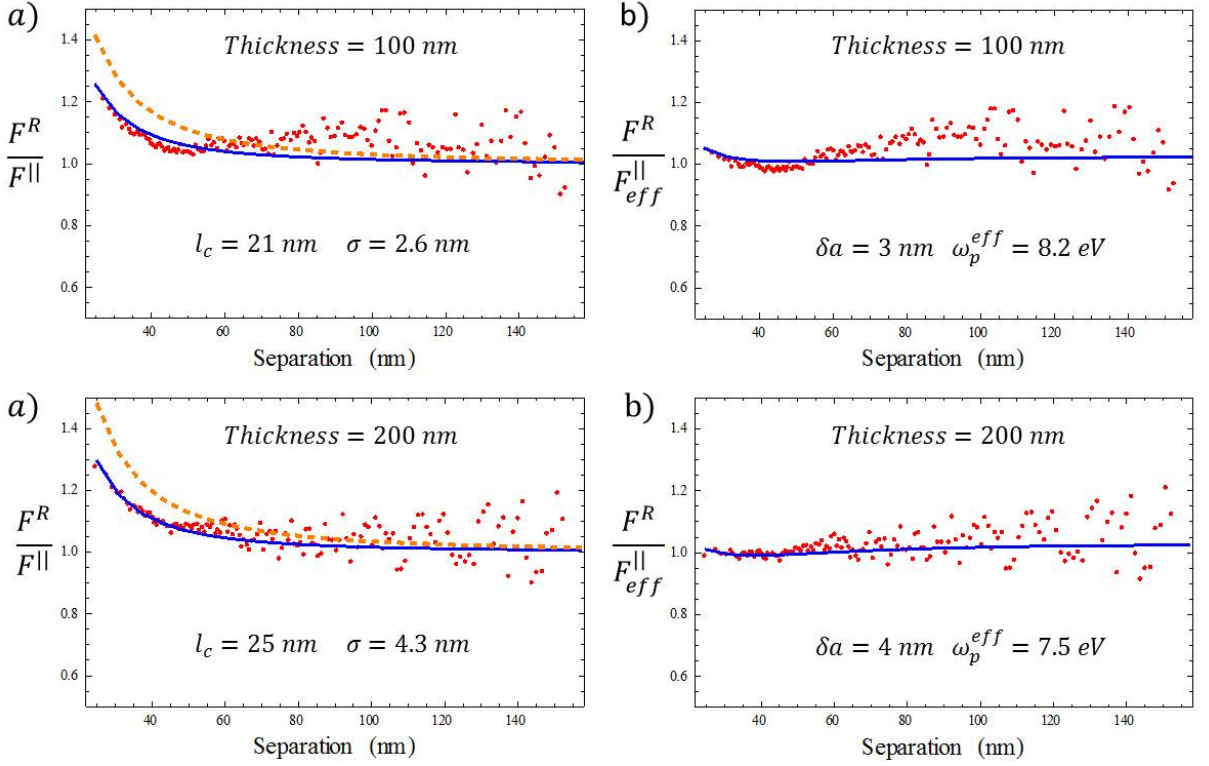 a)
Thickness = 100 nm
F^R
F^||
l_c = 21 nm σ = 2.6 nm
1.4
1.2
1.0
0.8
0.6
40 60 80 100 120 140
Separation (nm)
b)
Thickness = 100 nm
F^R
F^||_eff
δa = 3 nm ω_p^eff = 8.2 eV
1.4
1.2
1.0
0.8
0.6
40 60 80 100 120 140
Separation (nm)
a)
Thickness = 200 nm
F^R
F^||
l_c = 25 nm σ = 4.3 nm
1.4
1.2
1.0
0.8
0.6
40 60 80 100 120 140
Separation (nm)
b)
Thickness = 200 nm
F^R
F^||_eff
δa = 4 nm ω_p^eff = 7.5 eV
1.4
1.2
1.0
0.8
0.6
40 60 80 100 120 140
Separation (nm)